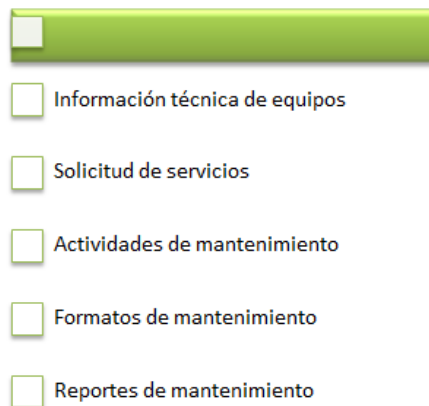 Información técnica de equipos
Solicitud de servicios
Actividades de mantenimiento
Formatos de mantenimiento
Reportes de mantenimiento